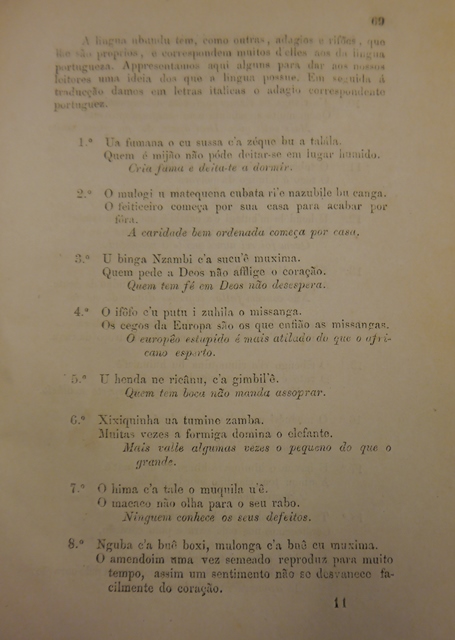 69
A lingua abundu tem, como outras, adagios e rifões, que
lhe são proprios, e correspondem muitos d'elles aos da lingua
portugueza. Appresentamos aqui alguns para dar aos nossos
leitores uma ideia dos que a lingua possue. Em seguida á
traducção damos em letras italicas o adagio correspondente
portuguez.
1.ª Ua fumana o cu sussa c'a zéque bu a tabila.
Quem é mijão não póde deitar-se em lugar humido.
Cria fama e deita-te a dormir.
2.ª O mulogi u matequena cubata ri'e nazubile bu canga.
O feiticeiro começa por sua casa para acabar por
fóra.
A caridade bem ordenada começa por casa,
3.ª U binga Nzambi c'a sucu'ê muxima.
Quem pede a Deos não afflige o coração.
Quem tem fé em Deos não desespera.
4.ª O ifófo c'u putu i zuhila o missanga.
Os cegos da Europa são os que enfião as missangas.
O européo estupido é mais atilado do que o afri-
cano esperto.
5.ª U henda ne ricânu, c'a gimbil'ê.
Quem tem boca não manda assoprar.
6.ª Xixiquinha ua tumine zamba.
Muitas vezes a formiga domina o elefante.
Mais valle algumas vezes o pequeno do que o
grande.
7.ª O hima c'a tale o muquila u'ê.
O macaco não olha para o seu rabo.
Ninguem conhece os seus defeitos.
8.ª Nguba c'a buê boxi, mulonga c'a buê cu muxima.
O amendoim uma vez semeado reproduz para muito
tempo, assim um sentimento não se desvanece fa-
cilmente do coração.
11